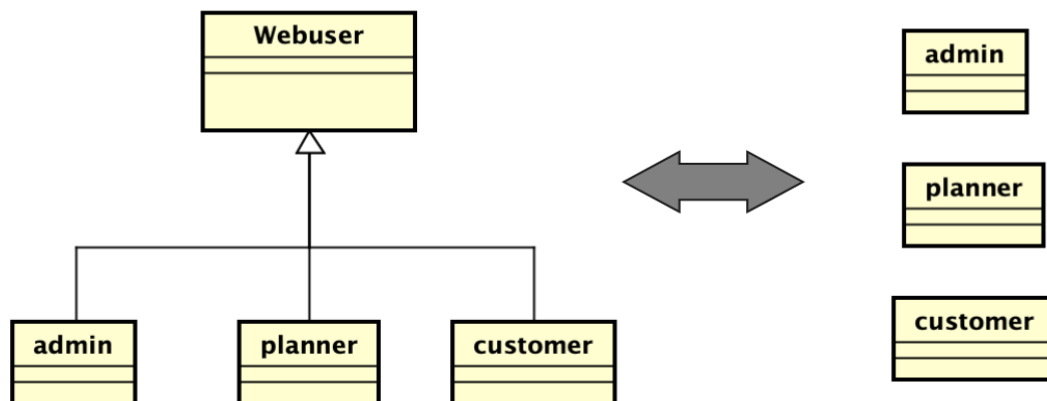 Webuser
admin
planner
customer
admin
planner
customer